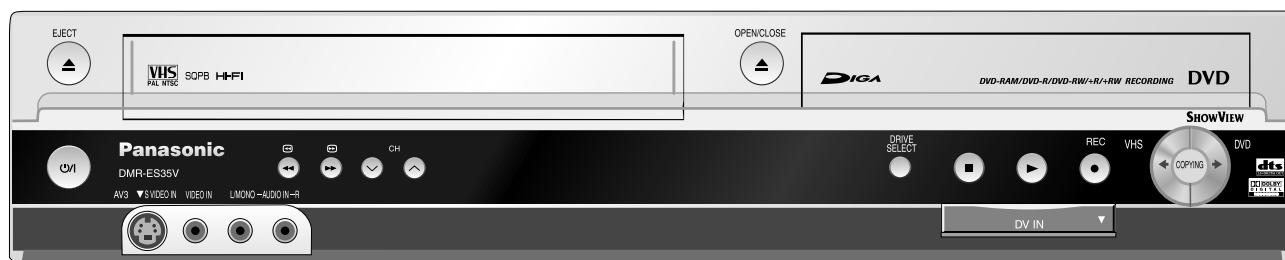 EJECT
OPEN/CLOSE
VHS
PAL NTSC
SQPB HI-FI
DIGA
DVD-RAM/DVD-R/DVD-RW/+R/+RW RECORDING DVD
SHOWVIEW
Panasonic
DMR-ES35V
CH
DRIVE
SELECT
REC
VHS
COPYING
DVD
dts
DOLBY
DIGITAL
AV3 ▼S VIDEO IN VIDEO IN L/MONO –AUDIO IN–R
DV IN ▼